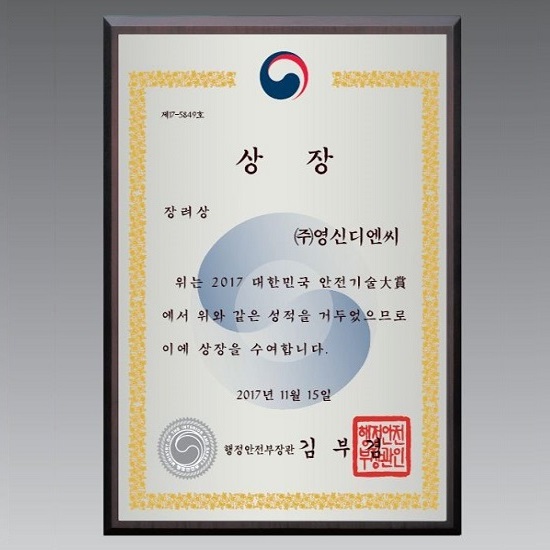 제17-5849호
상 장
장려상
㈜영신디엔씨
위는 2017 대한민국 안전기술大賞
에서 위와 같은 성적을 거두었으므로
이에 상장을 수여합니다.
2017년 11월 15일
행정안전부장관 김 부 겸
행정안전
부장관인